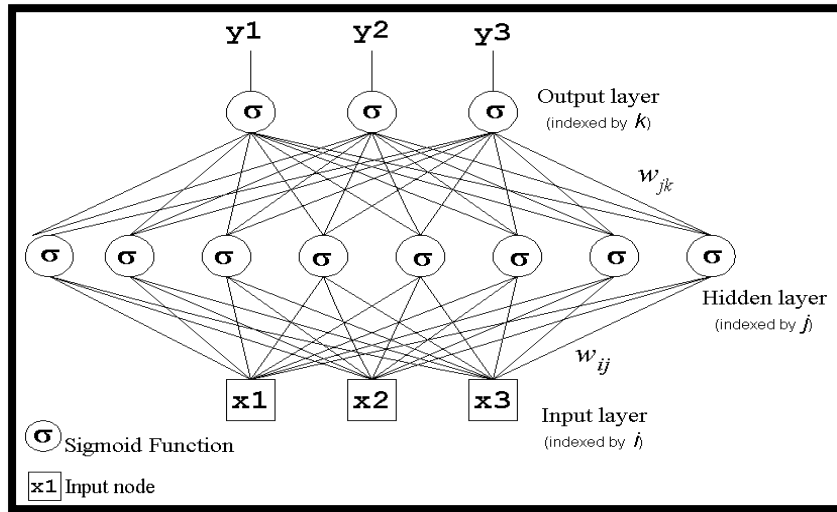 y1 y2 y3
σ σ σ
Output layer
(indexed by k)
w_jk
σ σ σ σ σ σ σ σ
Hidden layer
(indexed by j)
w_ij
x1 x2 x3
Input layer
(indexed by i)
σ Sigmoid Function
x1 Input node